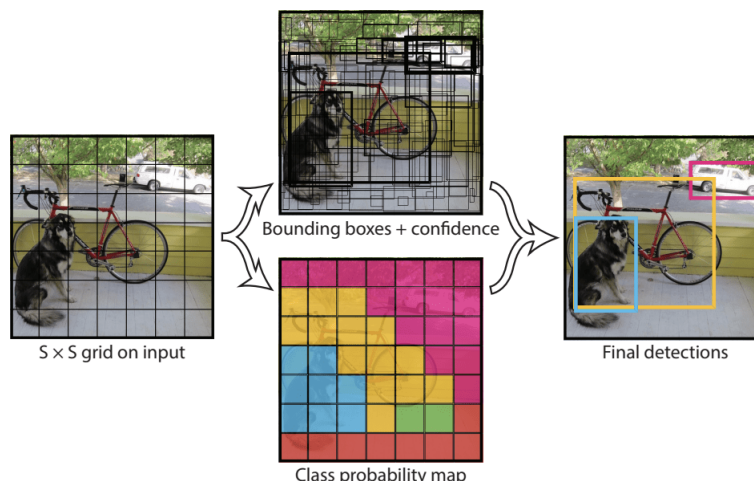 Bounding boxes + confidence
S × S grid on input
Final detections
Class probability map